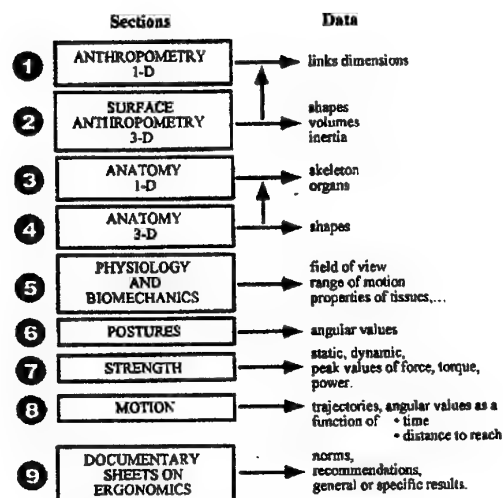 Sections Data
1 ANTHROPOMETRY
1-D
links dimensions
2 SURFACE
ANTHROPOMETRY
3-D
shapes
volumes
inertia
3 ANATOMY
1-D
skeleton
organs
4 ANATOMY
3-D
shapes
5 PHYSIOLOGY
AND
BIOMECHANICS
field of view
range of motion
properties of tissues,...
6 POSTURES
angular values
7 STRENGTH
static, dynamic,
peak values of force, torque,
power.
8 MOTION
trajectories, angular values as a
function of • time
• distance to reach
9 DOCUMENTARY
SHEETS ON
ERGONOMICS
norms,
recommendations,
general or specific results.